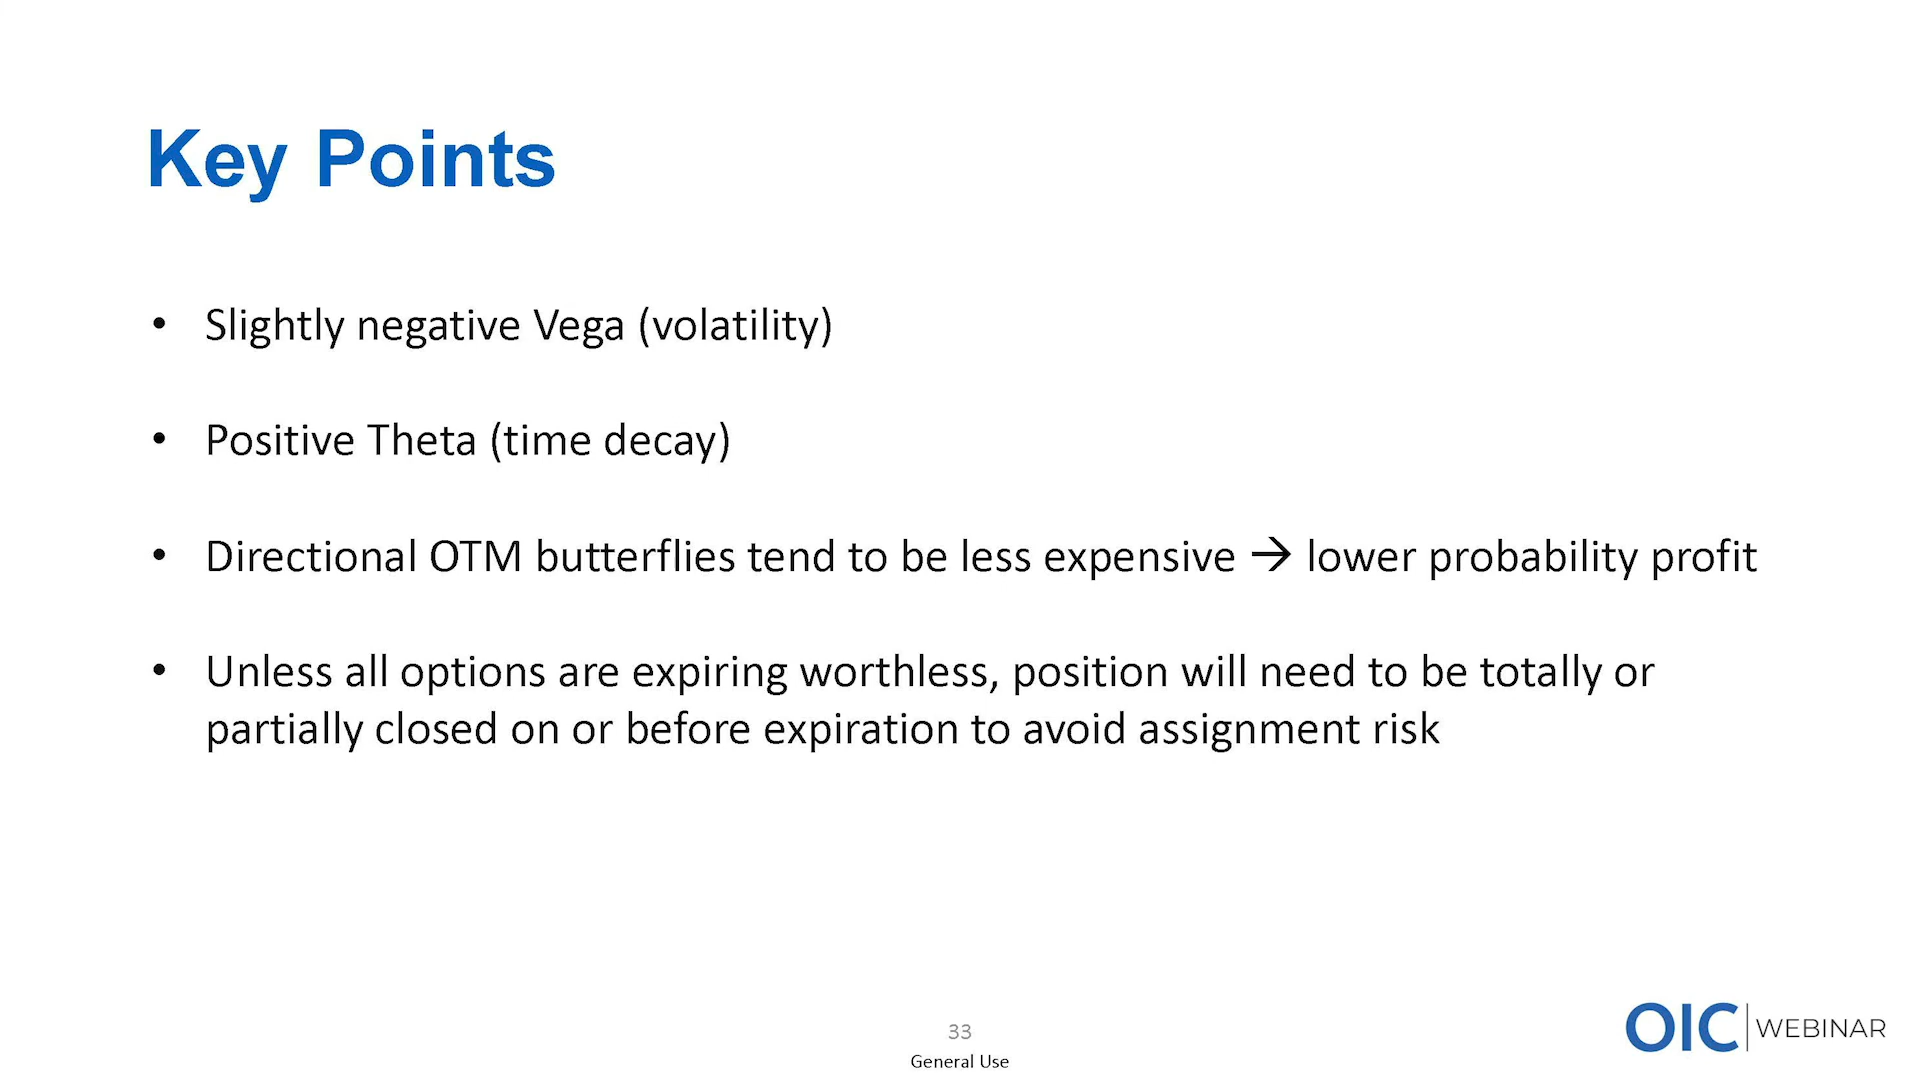 Key Points
• Slightly negative Vega (volatility)
• Positive Theta (time decay)
• Directional OTM butterflies tend to be less expensive → lower probability profit
• Unless all options are expiring worthless, position will need to be totally or
partially closed on or before expiration to avoid assignment risk
33
General Use
OIC WEBINAR